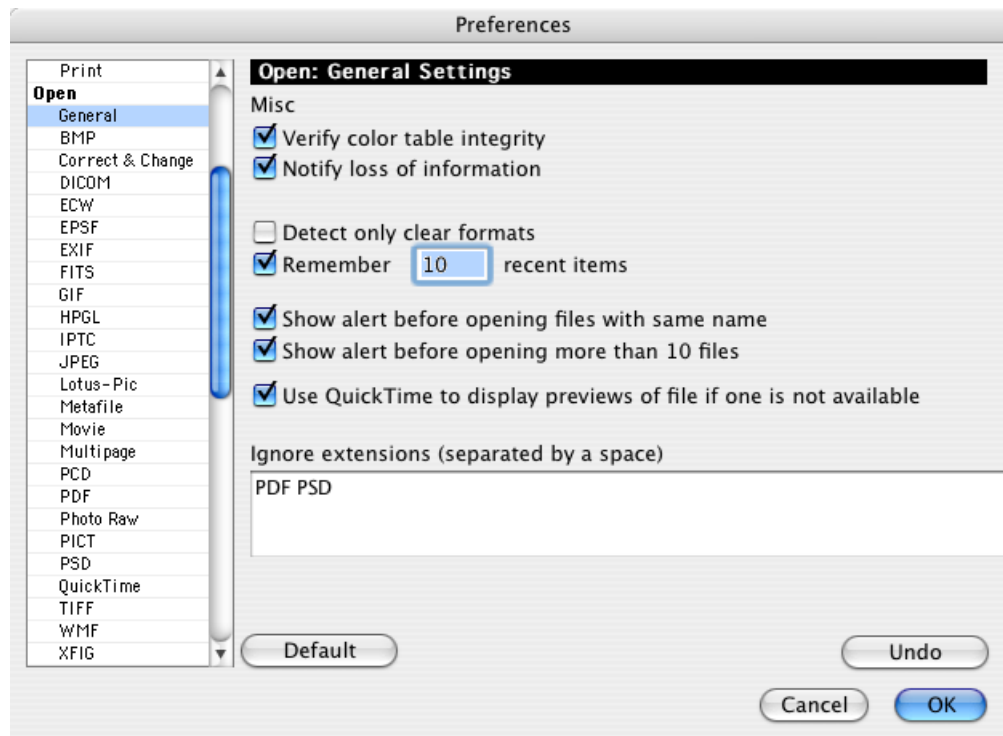 Preferences
Print
Open
General
BMP
Correct & Change
DICOM
ECW
EPSF
EXIF
FITS
GIF
HPGL
IPTC
JPEG
Lotus-Pic
Metafile
Movie
Multipage
PCD
PDF
Photo Raw
PICT
PSD
QuickTime
TIFF
WMF
XFIG
Open: General Settings
Misc
Verify color table integrity
Notify loss of information
Detect only clear formats
Remember 10 recent items
Show alert before opening files with same name
Show alert before opening more than 10 files
Use QuickTime to display previews of file if one is not available
Ignore extensions (separated by a space)
PDF PSD
Default
Undo
Cancel
OK